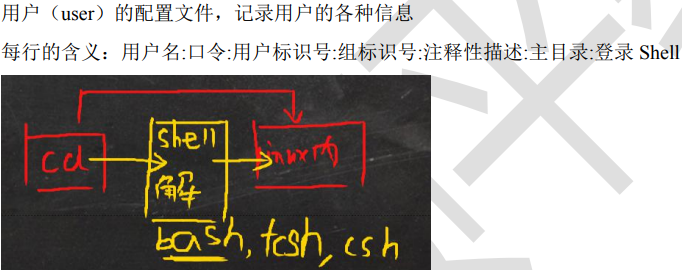 用户（user）的配置文件，记录用户的各种信息
每行的含义：用户名:口令:用户标识号:组标识号:注释性描述:主目录:登录 Shell
cd
shell
解
linux内
bash, tcsh, csh